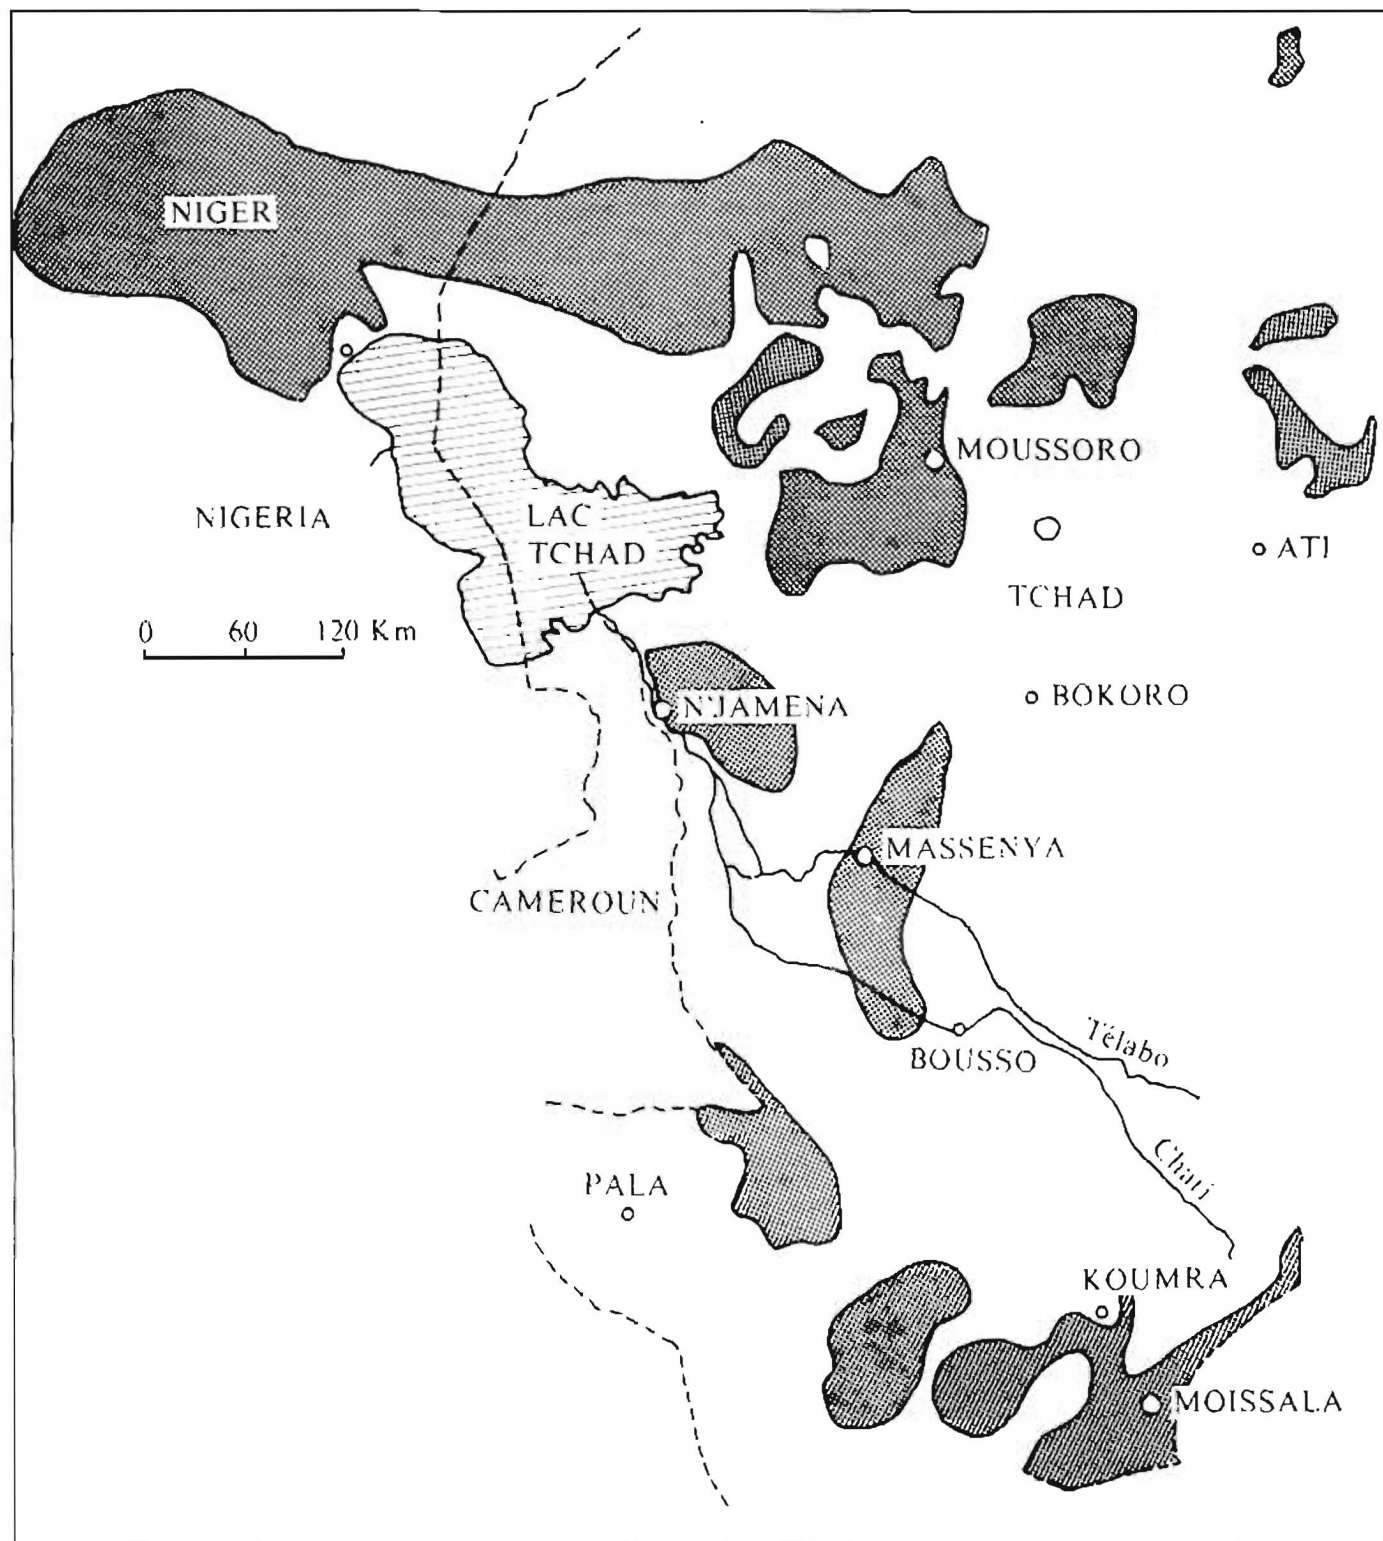 NIGER
MOUSSORO
NIGERIA
LAC
TCHAD
ATI
TCHAD
0 60 120 Km
N'JAMENA
BOKORO
MASSENYA
CAMEROUN
BOUSSO
Télabo
PALA
Chari
KOUMRA
MOISSALA